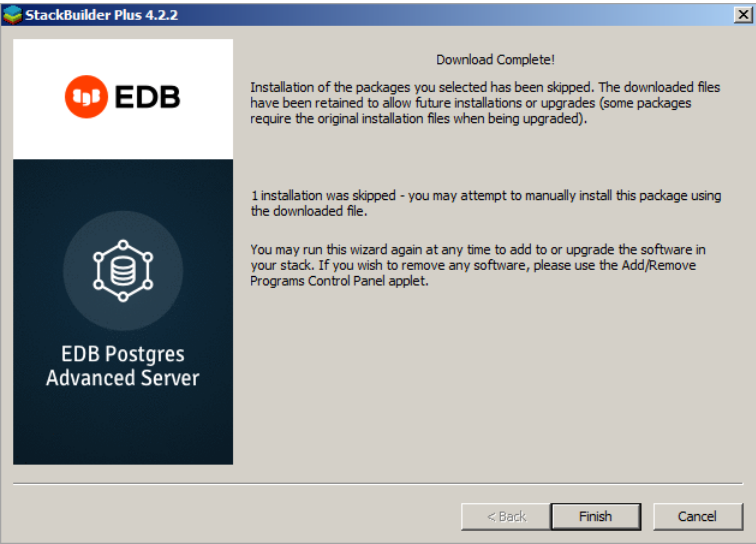 StackBuilder Plus 4.2.2
EDB
EDB Postgres
Advanced Server
Download Complete!
Installation of the packages you selected has been skipped. The downloaded files
have been retained to allow future installations or upgrades (some packages
require the original installation files when being upgraded).
1 installation was skipped - you may attempt to manually install this package using
the downloaded file.
You may run this wizard again at any time to add to or upgrade the software in
your stack. If you wish to remove any software, please use the Add/Remove
Programs Control Panel applet.
< Back
Finish
Cancel